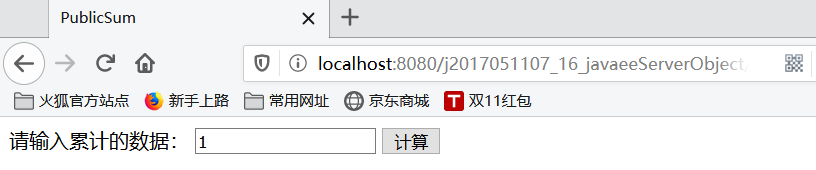 PublicSum
localhost:8080/j2017051107_16_javaeeServerObject/
火狐官方站点 新手上路 常用网址 京东商城 T 双11红包
请输入累计的数据： 1 计算